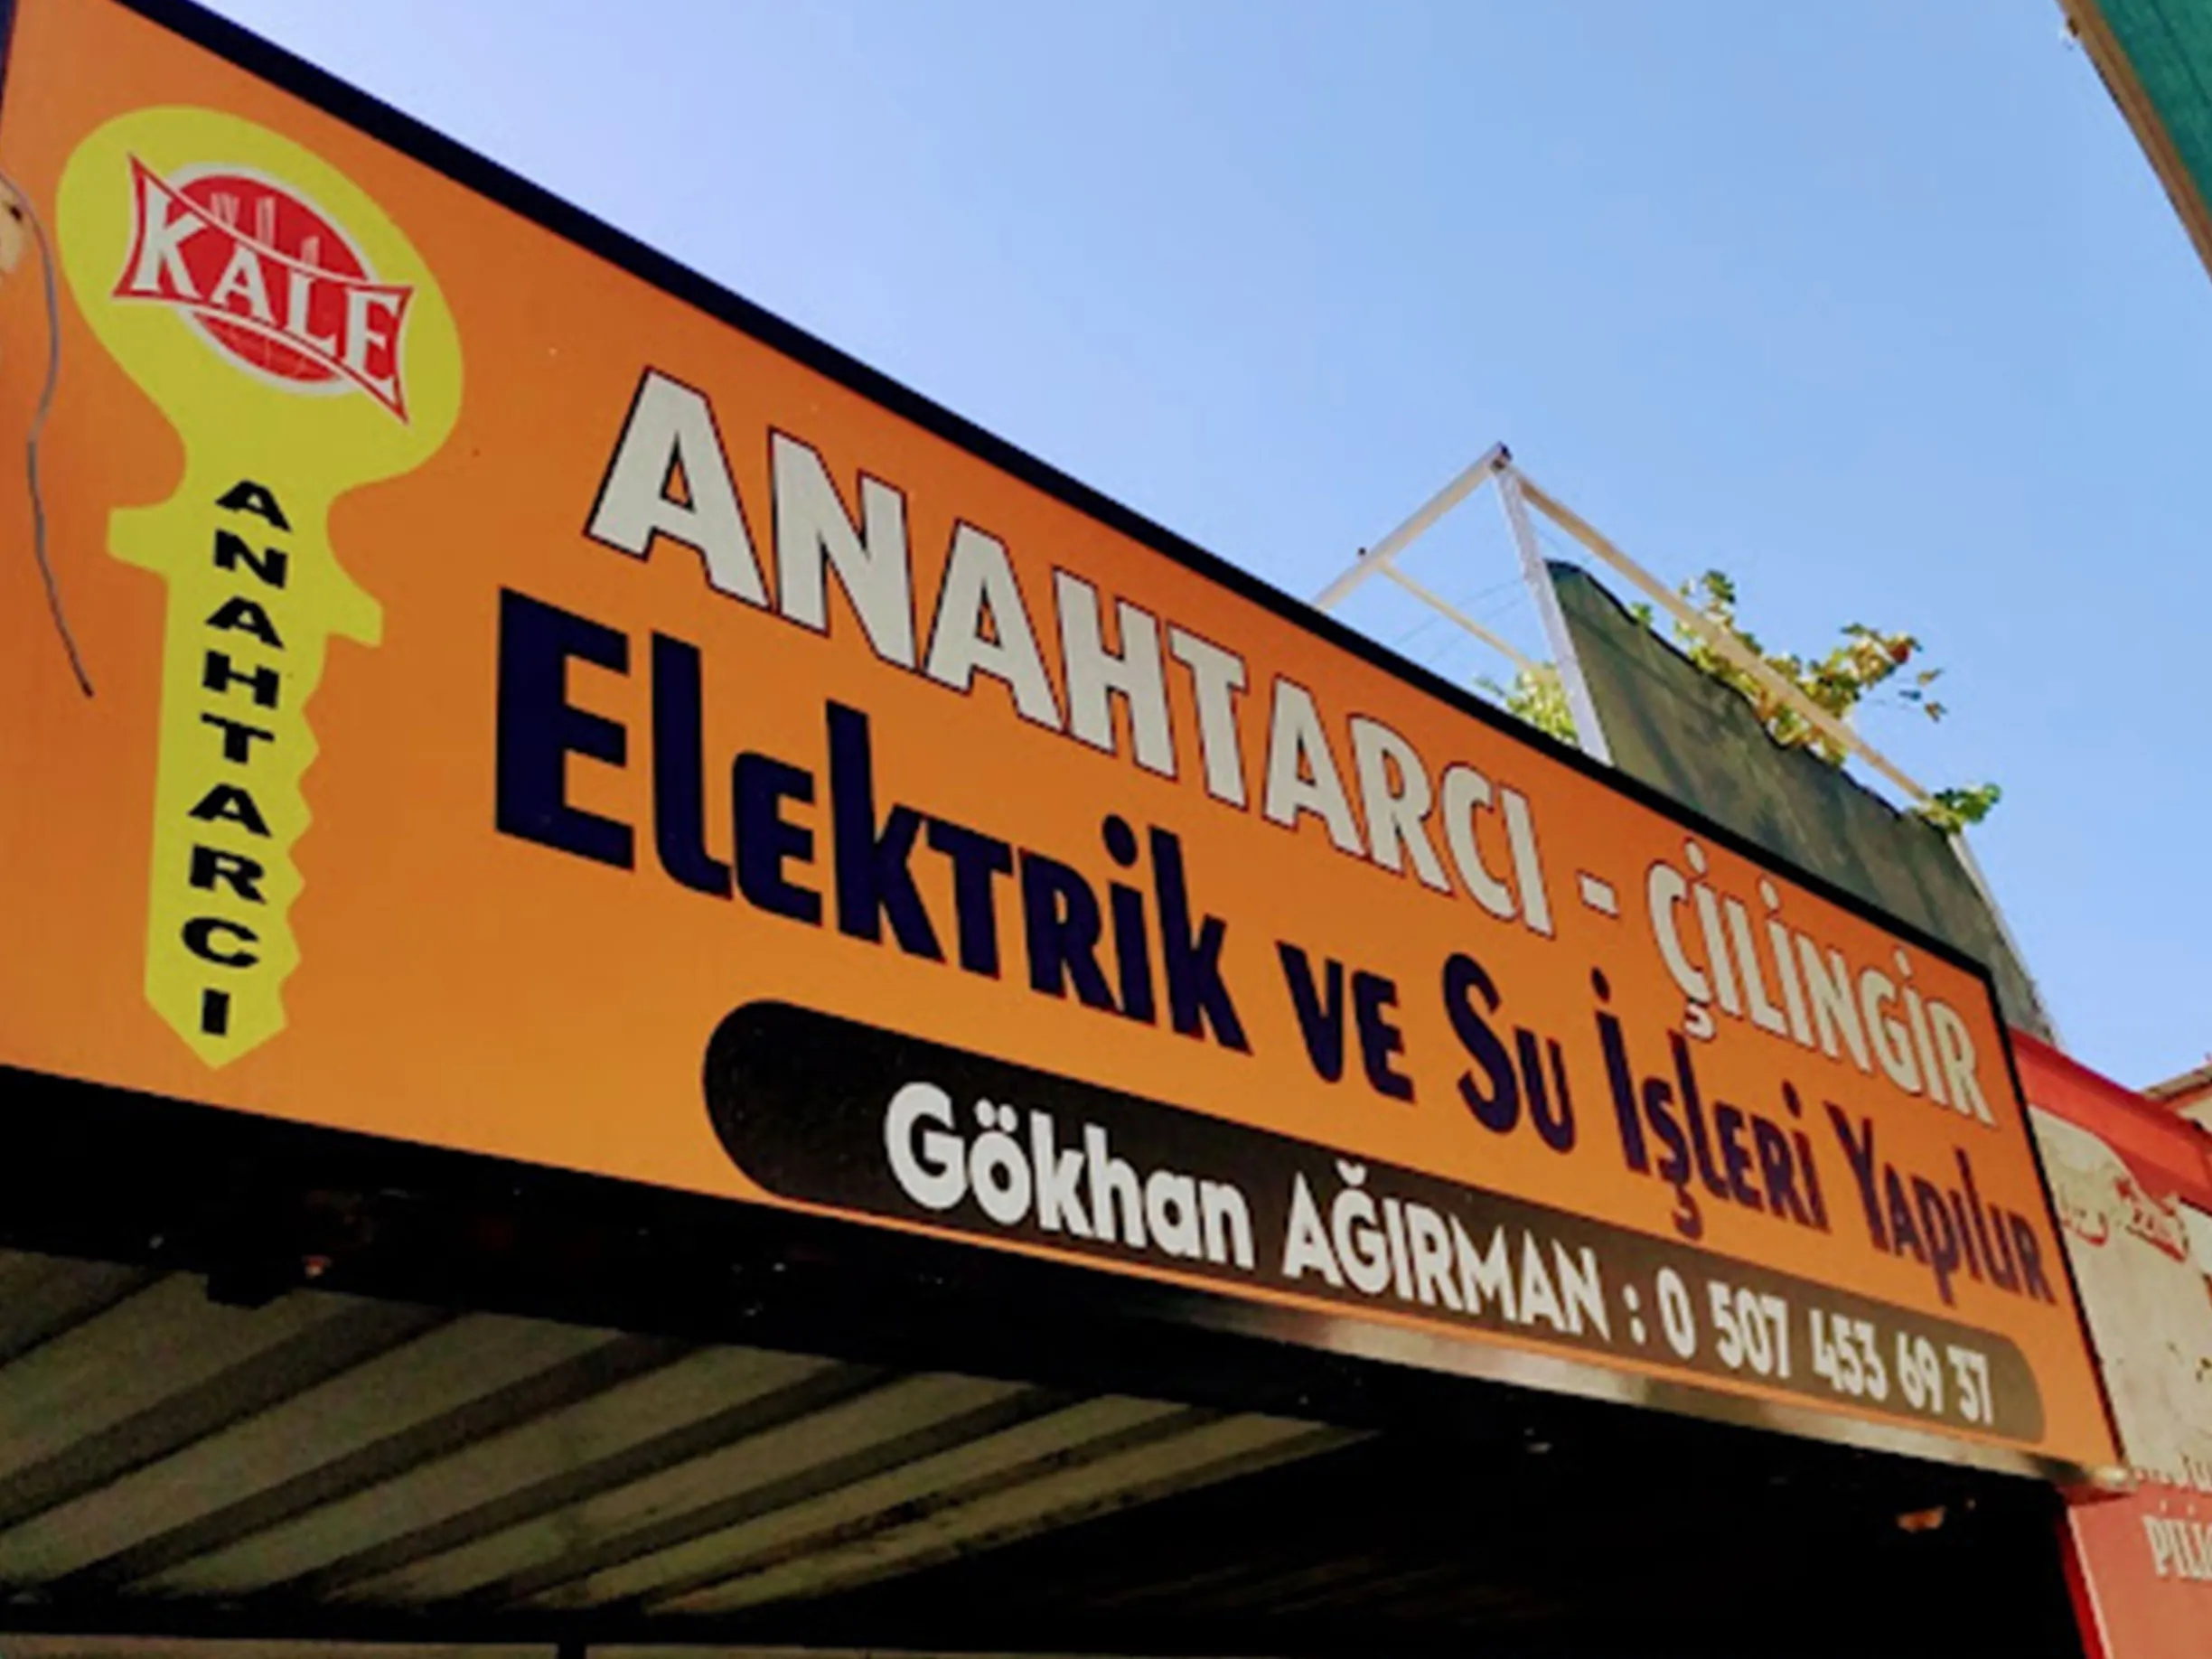 KALE
ANAHTARCI
ANAHTARCI - ÇİLİNGİR
Elektrik ve Su İşleri Yapılır
Gökhan AĞIRMAN : 0 507 453 69 37